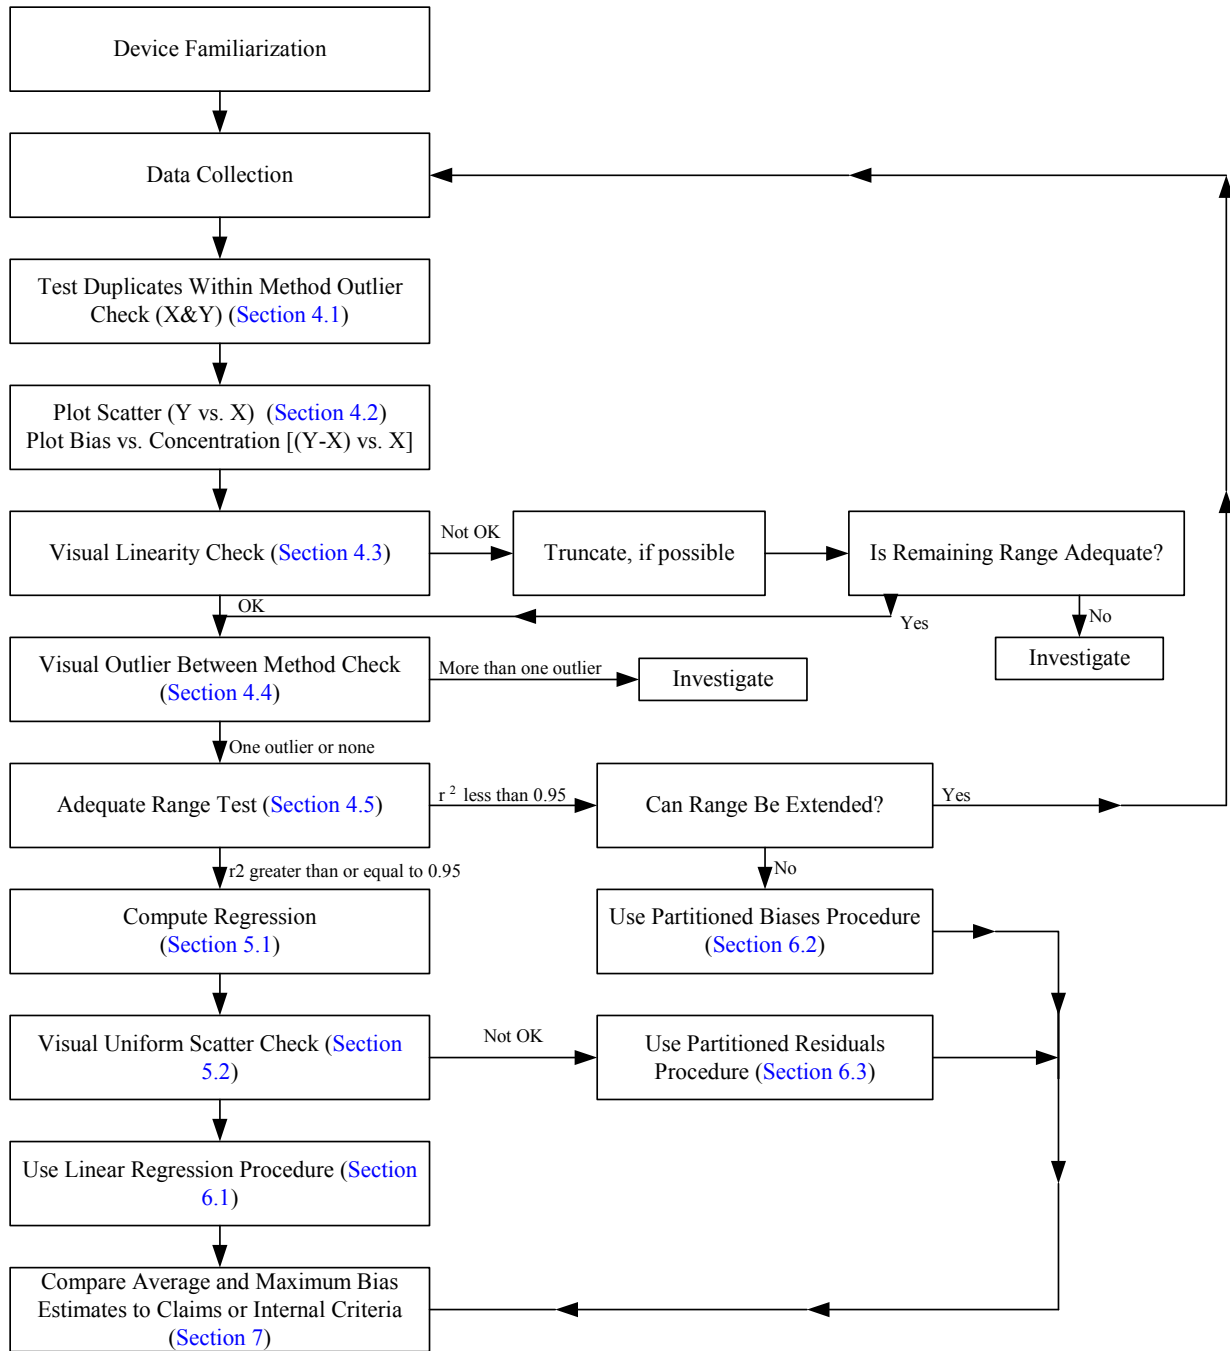 Device Familiarization
Data Collection
Test Duplicates Within Method Outlier
Check (X&Y) (Section 4.1)
Plot Scatter (Y vs. X)  (Section 4.2)
Plot Bias vs. Concentration [(Y-X) vs. X]
Visual Linearity Check (Section 4.3)
Not OK
Truncate, if possible
Is Remaining Range Adequate?
OK
Yes
No
Investigate
Visual Outlier Between Method Check
(Section 4.4)
More than one outlier
Investigate
One outlier or none
Adequate Range Test (Section 4.5)
r ² less than 0.95
Can Range Be Extended?
Yes
r2 greater than or equal to 0.95
No
Compute Regression
(Section 5.1)
Use Partitioned Biases Procedure
(Section 6.2)
Visual Uniform Scatter Check (Section
5.2)
Not OK
Use Partitioned Residuals
Procedure (Section 6.3)
Use Linear Regression Procedure (Section
6.1)
Compare Average and Maximum Bias
Estimates to Claims or Internal Criteria
(Section 7)